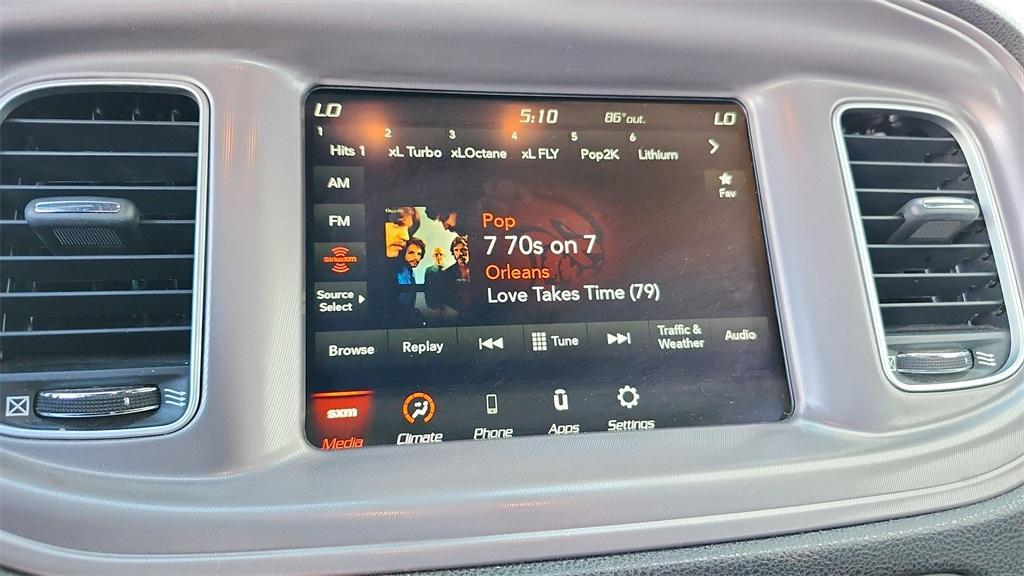 LO 5:10 86°out. LO
1 2 3 4 5 6
Hits 1 xL Turbo xLOctane xL FLY Pop2K Lithium
AM
Fav
FM
Pop
7 70s on 7
SiriusXM
Orleans
Source Select
Love Takes Time (79)
Browse Replay Tune Traffic & Weather Audio
sxm
Media Climate Phone Apps Settings